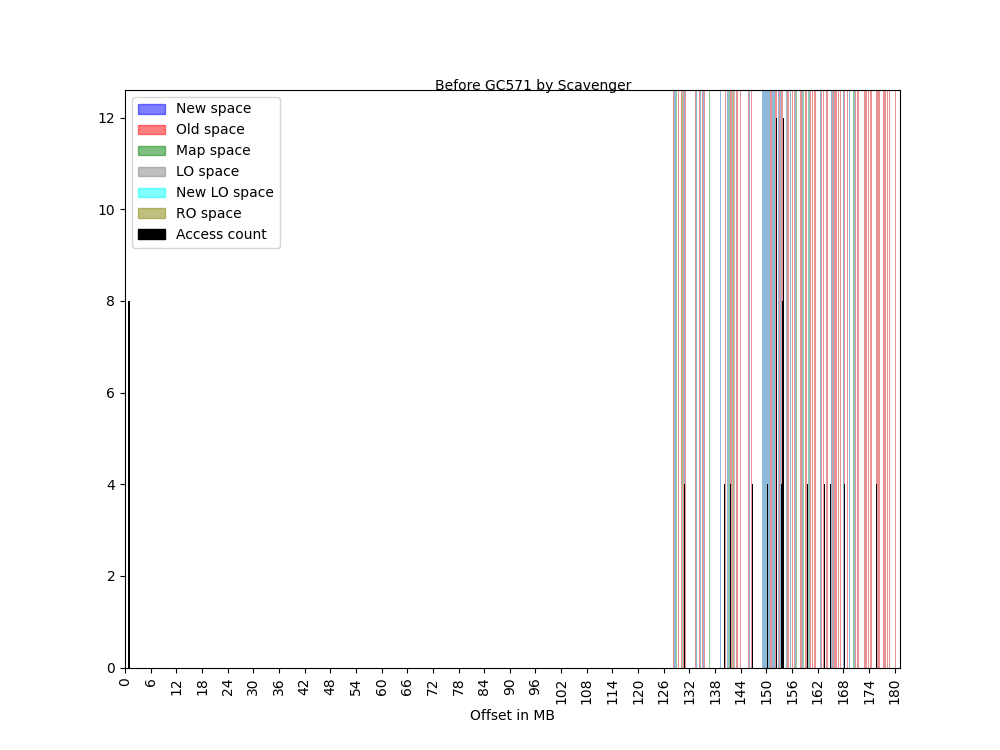 Before GC571 by Scavenger
New space
Old space
Map space
LO space
New LO space
RO space
Access count
12
10
8
6
4
2
0
0 6 12 18 24 30 36 42 48 54 60 66 72 78 84 90 96 102 108 114 120 126 132 138 144 150 156 162 168 174 180
Offset in MB